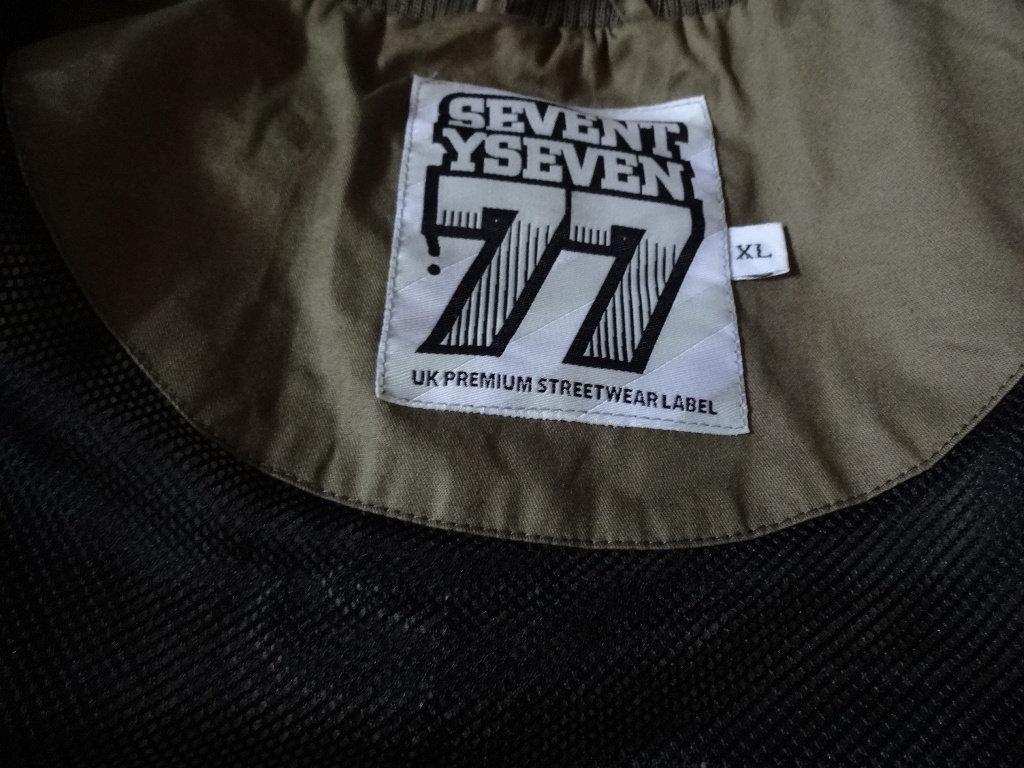 SEVENT
YSEVEN
77
XL
UK PREMIUM STREETWEAR LABEL